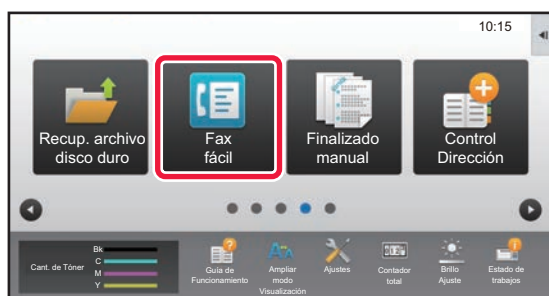 10:15
Recup. archivo
disco duro
Fax
fácil
Finalizado
manual
Control
Dirección
Cant. de Tóner
Bk
C
M
Y
Guía de
Funcionamiento
Ampliar
modo
Visualización
Ajustes
Contador
total
Brillo
Ajuste
Estado de
trabajos